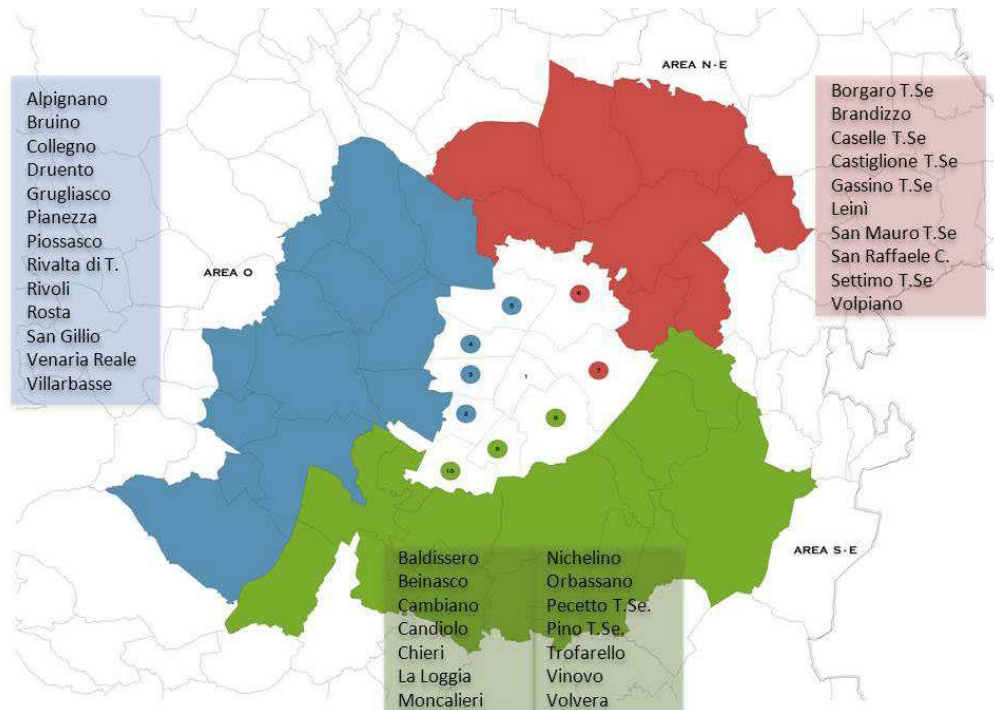 AREA N-E
Alpignano
Bruino
Collegno
Druento
Grugliasco
Pianezza
Piossasco
Rivalta di T.
Rivoli
Rosta
San Gillio
Venaria Reale
Villarbasse
Borgaro T.Se
Brandizzo
Caselle T.Se
Castiglione T.Se
Gassino T.Se
Leinì
San Mauro T.Se
San Raffaele C.
Settimo T.Se
Volpiano
AREA O
6
5
4
3
7
1
2
8
9
10
AREA S-E
Baldissero
Beinasco
Cambiano
Candiolo
Chieri
La Loggia
Moncalieri
Nichelino
Orbassano
Pecetto T.Se.
Pino T.Se.
Trofarello
Vinovo
Volvera